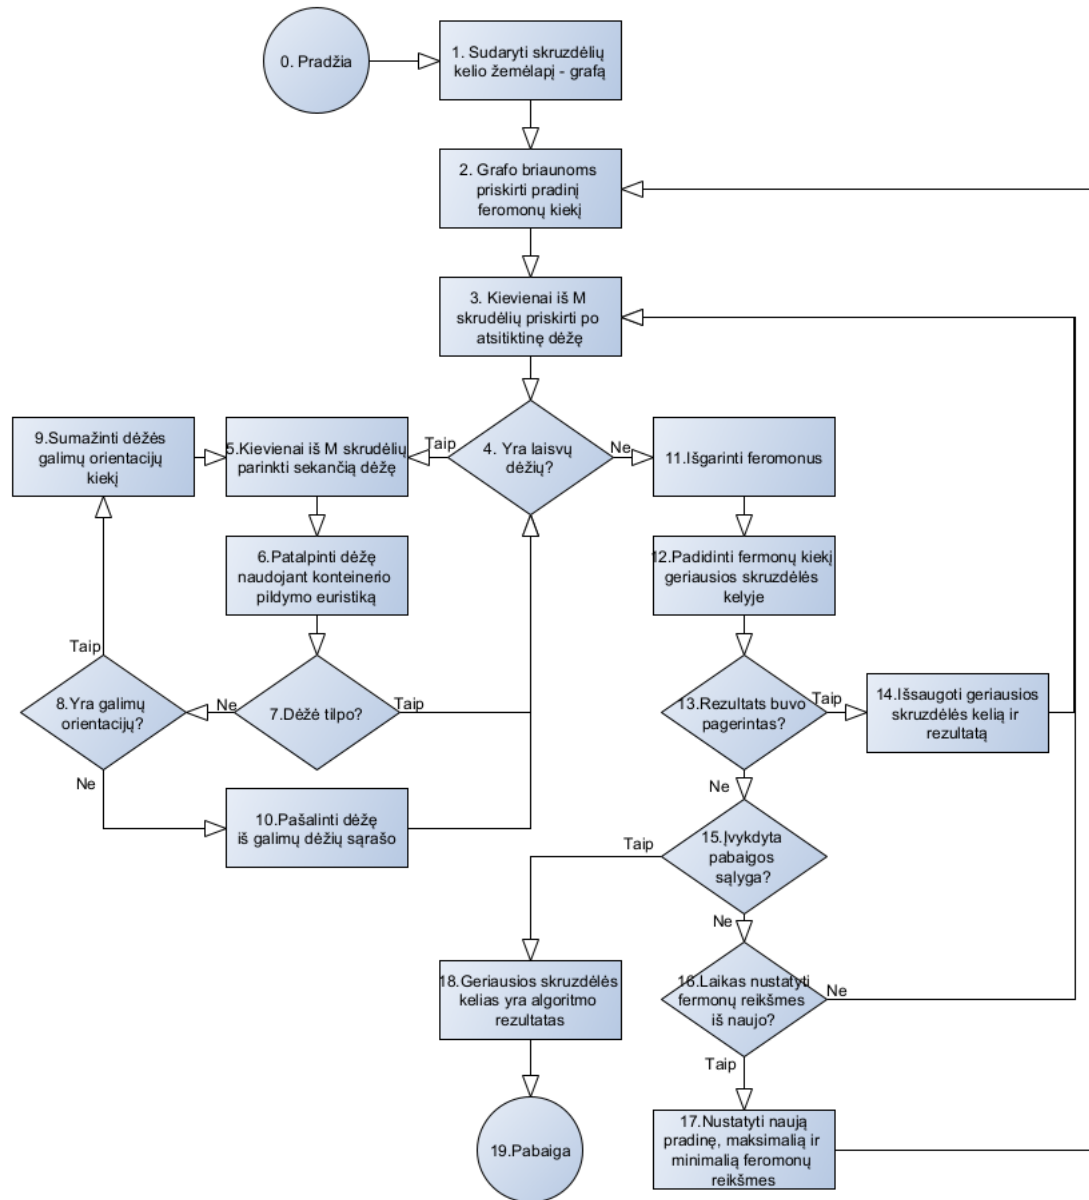 0. Pradžia
1. Sudaryti skruzdėlių
kelio žemėlapį - grafą
2. Grafo briaunoms
priskirti pradinį
feromonų kiekį
3. Kievienai iš M
skrudėlių priskirti po
atsitiktinę dėžę
4. Yra laisvų
dėžių?
Taip
Ne
5.Kievienai iš M skrudėlių
parinkti sekančią dėžę
9.Sumažinti dėžės
galimų orientacijų
kiekį
6.Patalpinti dėžę
naudojant konteinerio
pildymo euristiką
7.Dėžė tilpo?
Ne
Taip
8.Yra galimų
orientacijų?
Taip
Ne
10.Pašalinti dėžę
iš galimų dėžių sąrašo
11.Išgarinti feromonus
12.Padidinti fermonų kiekį
geriausios skruzdėlės
kelyje
13.Rezultats buvo
pagerintas?
Taip
Ne
14.Išsaugoti geriausios
skruzdėlės kelią ir
rezultatą
15.Įvykdyta
pabaigos
sąlyga?
Taip
Ne
16.Laikas nustatyti
fermonų reikšmes
iš naujo?
Ne
Taip
17.Nustatyti naują
pradinę, maksimalią ir
minimalią feromonų
reikšmes
18.Geriausios skruzdėlės
kelias yra algoritmo
rezultatas
19.Pabaiga